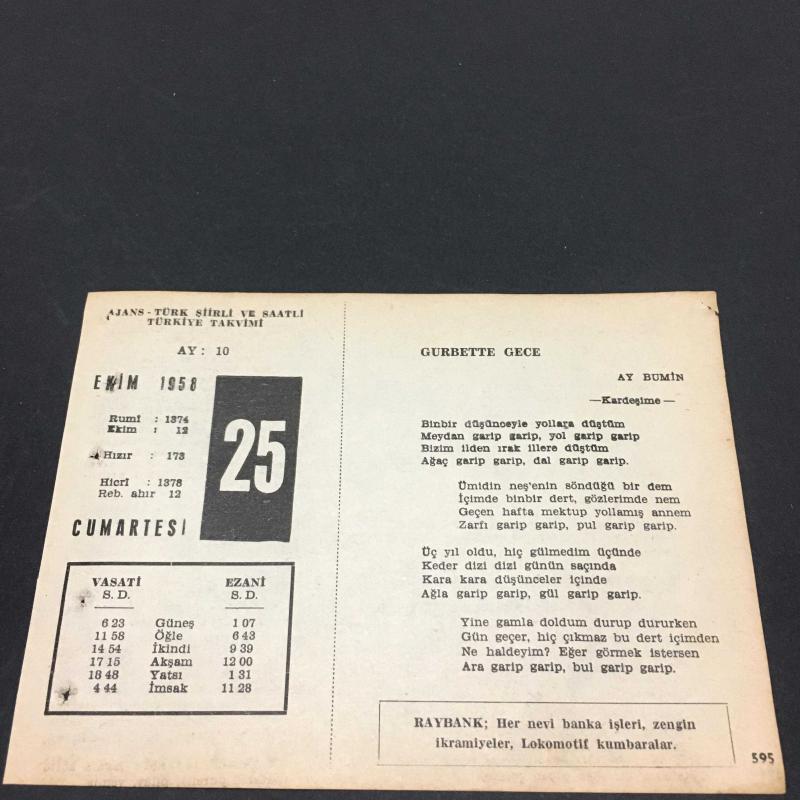 AJANS - TÜRK ŞİİRLİ VE SAATLİ
TÜRKİYE TAKVİMİ
AY : 10
EKİM 1958
25
Rumî : 1374
Ekim : 12
Hızır : 173
Hicrî : 1378
Reb. ahır 12
CUMARTESİ
VASATİ EZANİ
S. D. S. D.
6 23 Güneş 1 07
11 58 Öğle 6 43
14 54 İkindi 9 39
17 15 Akşam 12 00
18 48 Yatsı 1 31
4 44 İmsak 11 28
GURBETTE GECE
AY BUMİN
—Kardeşime—
Binbir düşünceyle yollara düştüm
Meydan garip garip, yol garip garip
Bizim ilden ırak illere düştüm
Ağaç garip garip, dal garip garip.
Ümidin neş'enin söndüğü bir dem
İçimde binbir dert, gözlerimde nem
Geçen hafta mektup yollamış annem
Zarfı garip garip, pul garip garip.
Üç yıl oldu, hiç gülmedim üçünde
Keder dizi dizi günün saçında
Kara kara düşünceler içinde
Ağla garip garip, gül garip garip.
Yine gamla doldum durup dururken
Gün geçer, hiç çıkmaz bu dert içimden
Ne haldeyim? Eğer görmek istersen
Ara garip garip, bul garip garip.
RAYBANK; Her nevi banka işleri, zengin
ikramiyeler, Lokomotif kumbaralar.
595